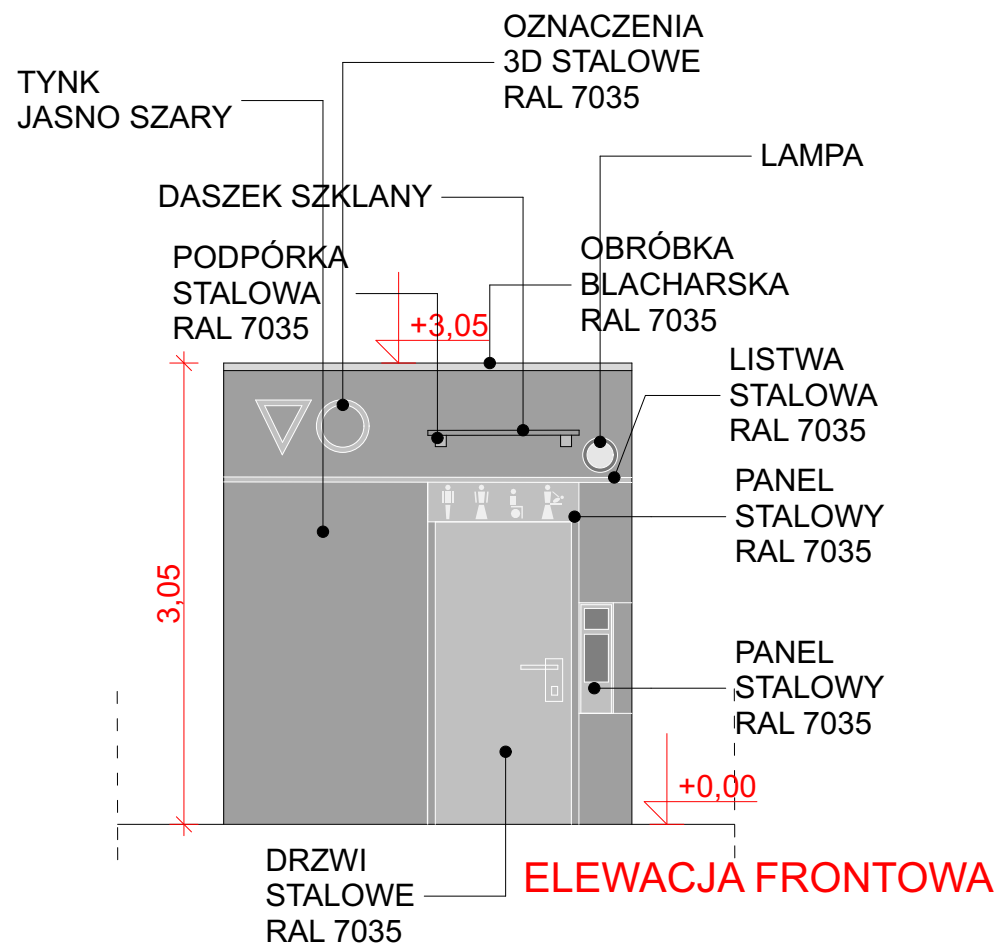 OZNACZENIA
3D STALOWE
RAL 7035
TYNK
JASNO SZARY
LAMPA
DASZEK SZKLANY
PODPÓRKA
STALOWA
RAL 7035
OBRÓBKA
BLACHARSKA
RAL 7035
+3,05
LISTWA
STALOWA
RAL 7035
PANEL
STALOWY
RAL 7035
3,05
PANEL
STALOWY
RAL 7035
+0,00
DRZWI
STALOWE
RAL 7035
ELEWACJA FRONTOWA